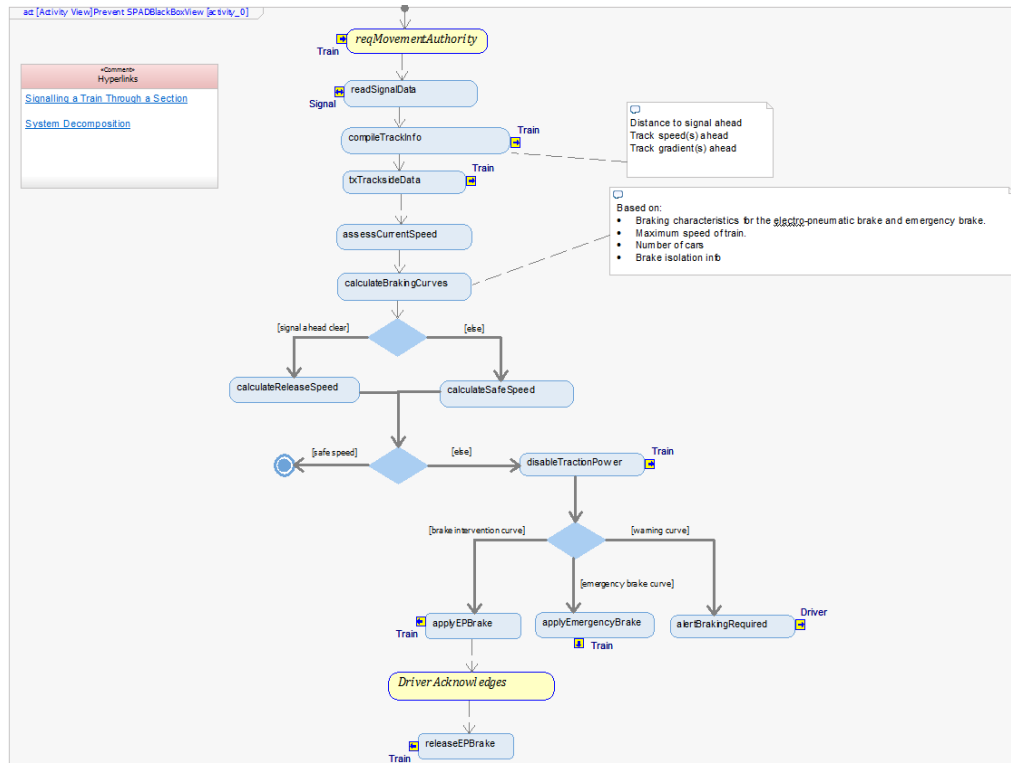 act [Activity View]Prevent SPADBlackBoxView [activity_0]
reqMovementAuthority
Train
«Comment»
Hyperlinks
Signalling a Train Through a Section
System Decomposition
readSignalData
Signal
compileTrackInfo
Train
Distance to signal ahead
Track speed(s) ahead
Track gradient(s) ahead
txTracksideData
Train
Based on:
• Braking characteristics for the electro-pneumatic brake and emergency brake.
• Maximum speed of train.
• Number of cars
• Brake isolation info
assessCurrentSpeed
calculateBrakingCurves
[signal ahead clear]
[else]
calculateReleaseSpeed
calculateSafeSpeed
[safe speed]
[else]
disableTractionPower
Train
[brake intervention curve]
[warning curve]
[emergency brake curve]
applyEPBrake
Train
applyEmergencyBrake
Train
alertBrakingRequired
Driver
DriverAcknowledges
releaseEPBrake
Train